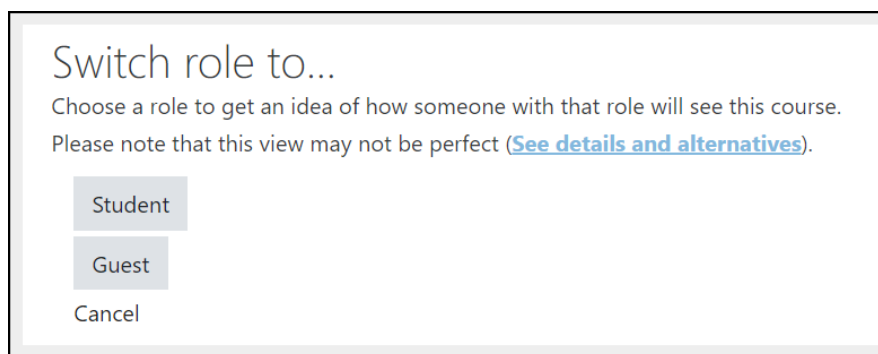 Switch role to...
Choose a role to get an idea of how someone with that role will see this course.
Please note that this view may not be perfect (See details and alternatives).
Student
Guest
Cancel